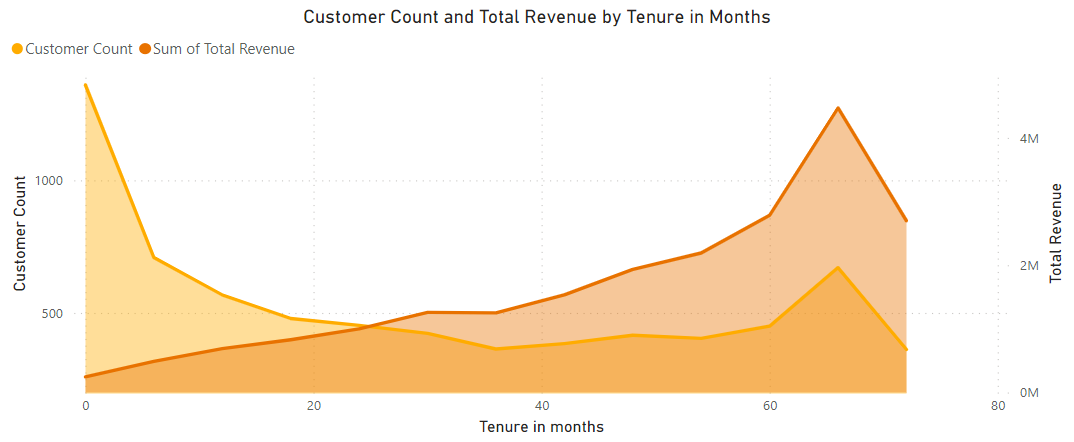 Customer Count and Total Revenue by Tenure in Months
Customer Count Sum of Total Revenue
Customer Count
1000
500
4M
2M
0M
Total Revenue
0 20 40 60 80
Tenure in months